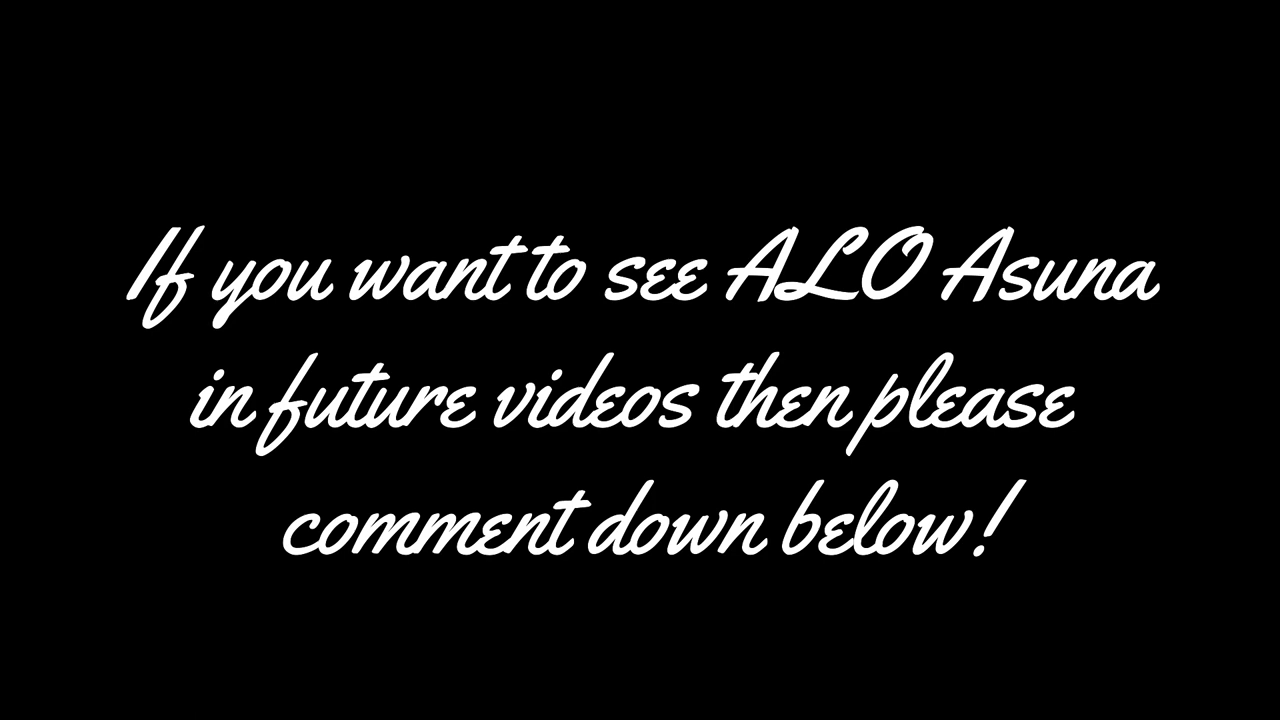 If you want to see ALO Asuna
in future videos then please
comment down below!